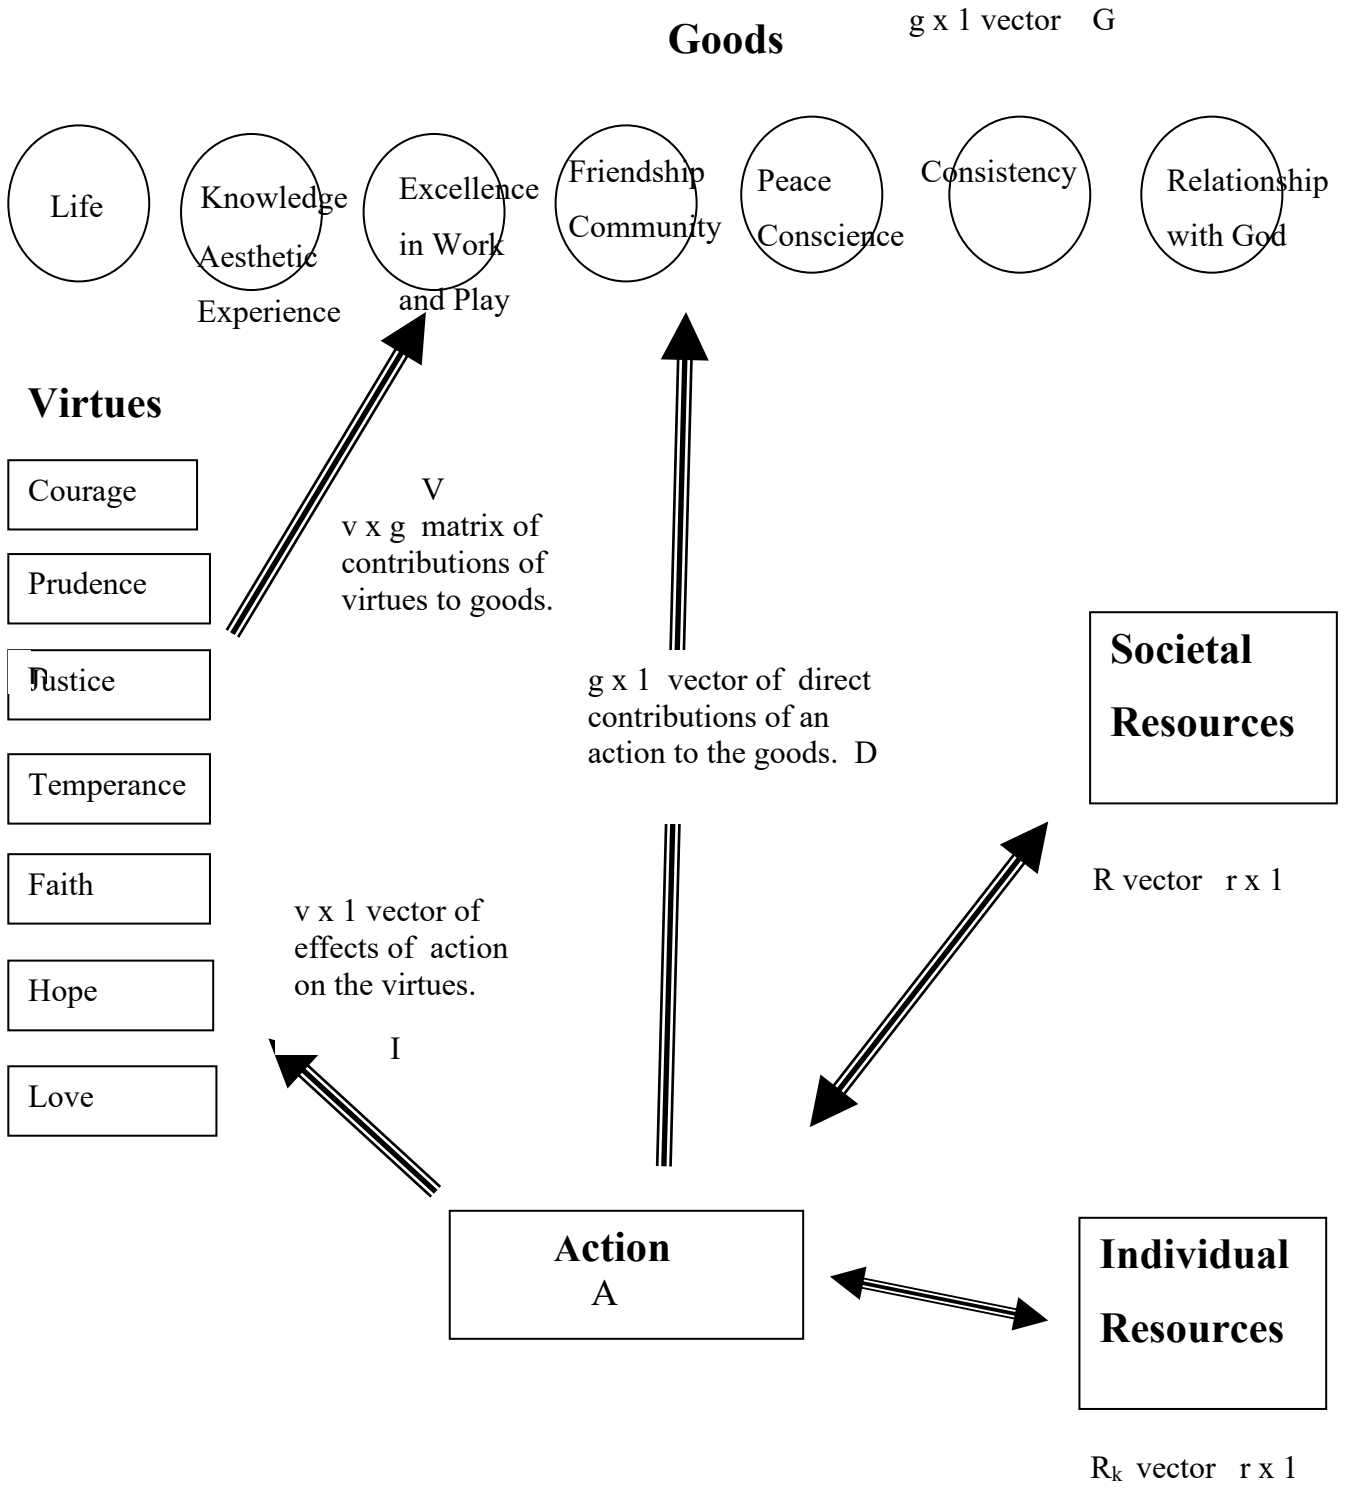 g x 1 vector G
Goods
Life
Knowledge
Aesthetic
Experience
Excellence
in Work
and Play
Friendship
Community
Peace
Conscience
Consistency
Relationship
with God
Virtues
Courage
Prudence
Justice
Temperance
Faith
Hope
Love
V
v x g matrix of
contributions of
virtues to goods.
g x 1 vector of direct
contributions of an
action to the goods. D
Societal
Resources
R vector r x 1
v x 1 vector of
effects of action
on the virtues.
I
Action
A
Individual
Resources
Rₖ vector r x 1